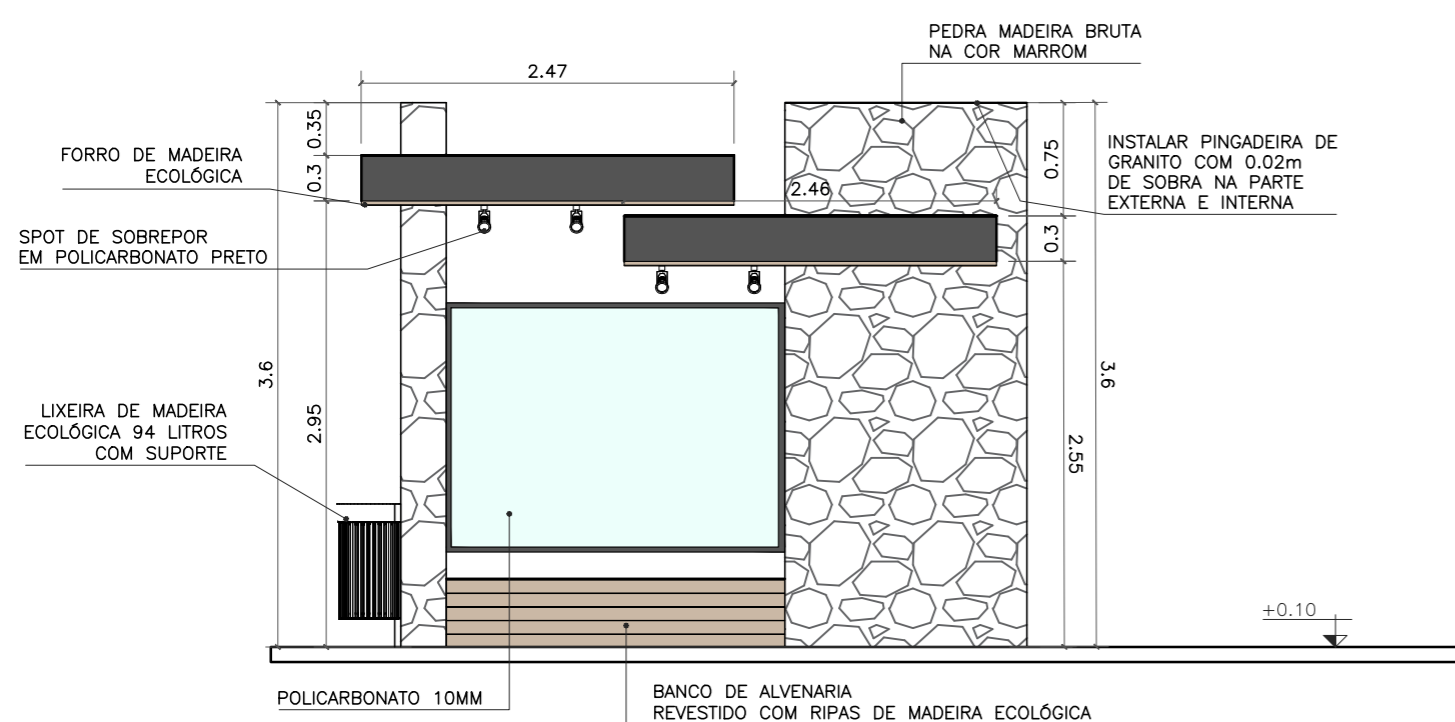 PEDRA MADEIRA BRUTA
NA COR MARROM
2.47
0.35
0.3
3.6
2.95
FORRO DE MADEIRA
ECOLÓGICA
SPOT DE SOBREPOR
EM POLICARBONATO PRETO
2.46
0.75
0.3
2.55
3.6
INSTALAR PINGADEIRA DE
GRANITO COM 0.02m
DE SOBRA NA PARTE
EXTERNA E INTERNA
LIXEIRA DE MADEIRA
ECOLÓGICA 94 LITROS
COM SUPORTE
+0.10
POLICARBONATO 10MM
BANCO DE ALVENARIA
REVESTIDO COM RIPAS DE MADEIRA ECOLÓGICA